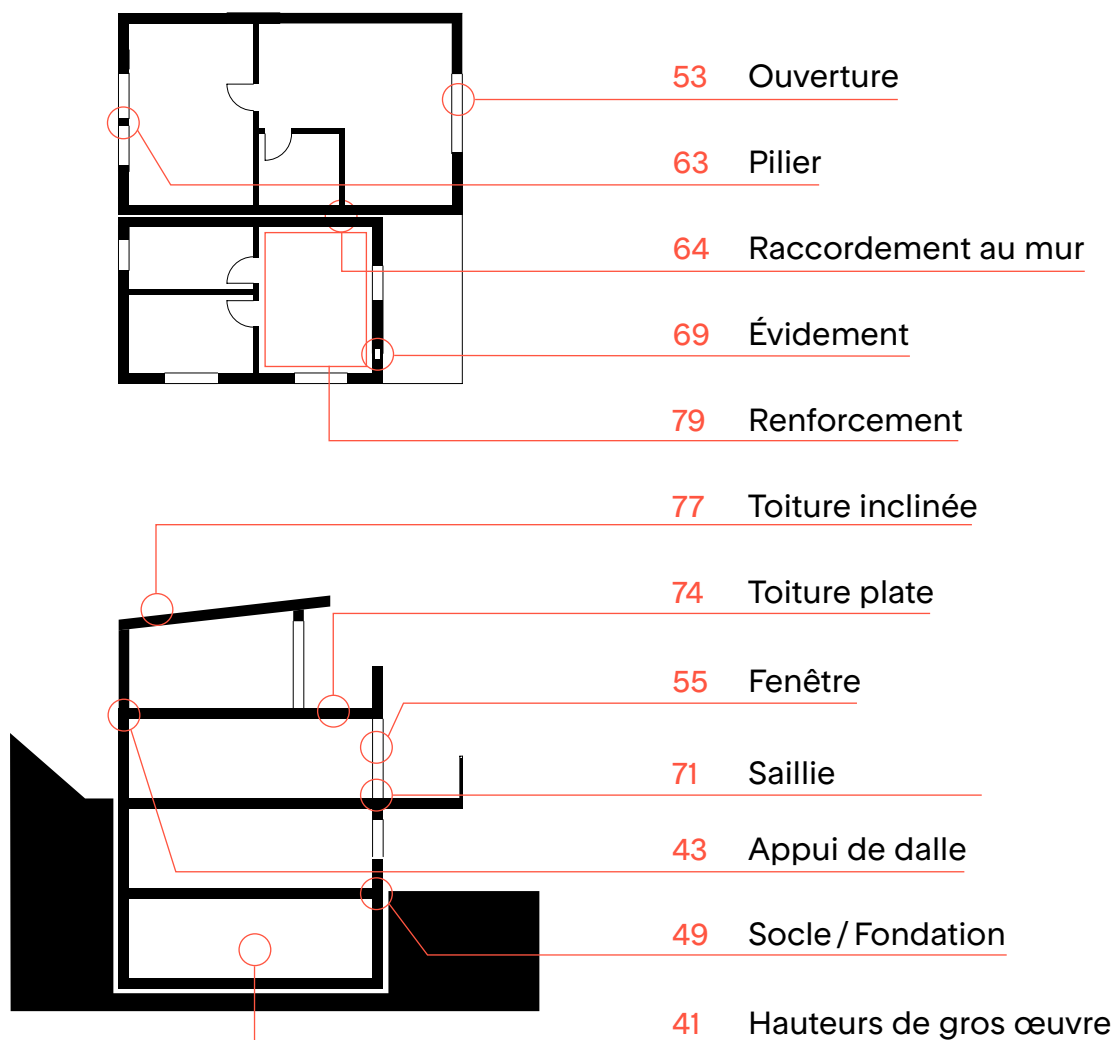 53 Ouverture
63 Pilier
64 Raccordement au mur
69 Évidement
79 Renforcement
77 Toiture inclinée
74 Toiture plate
55 Fenêtre
71 Saillie
43 Appui de dalle
49 Socle / Fondation
41 Hauteurs de gros œuvre